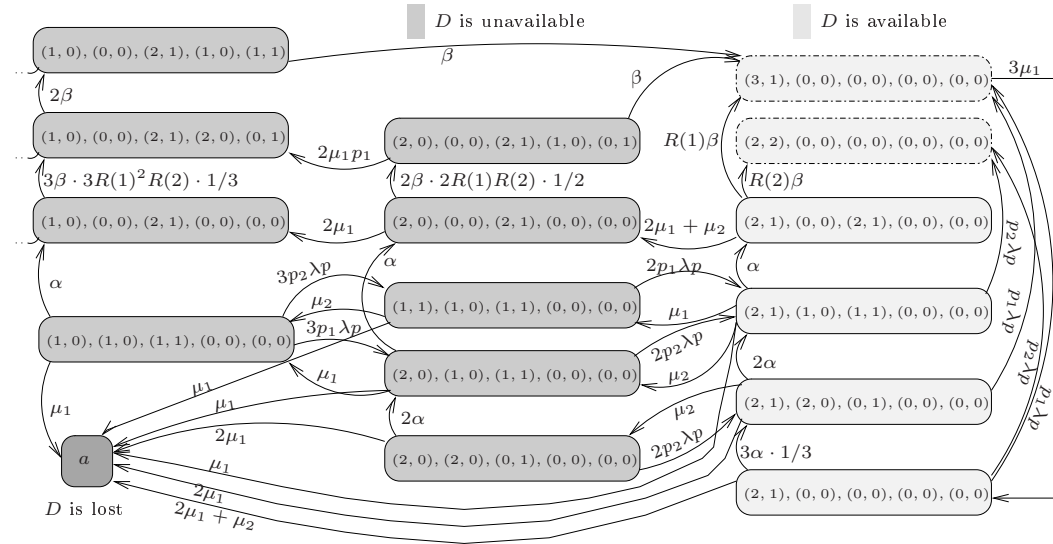 D is unavailable
D is available
(1, 0), (0, 0), (2, 1), (1, 0), (1, 1)
β
β
(3, 1), (0, 0), (0, 0), (0, 0), (0, 0)
3μ₁
2β
(1, 0), (0, 0), (2, 1), (2, 0), (0, 1)
2μ₁p₁
(2, 0), (0, 0), (2, 1), (1, 0), (0, 1)
R(1)β
(2, 2), (0, 0), (0, 0), (0, 0), (0, 0)
3β · 3R(1)²R(2) · 1/3
2β · 2R(1)R(2) · 1/2
R(2)β
(1, 0), (0, 0), (2, 1), (0, 0), (0, 0)
2μ₁
(2, 0), (0, 0), (2, 1), (0, 0), (0, 0)
2μ₁ + μ₂
(2, 1), (0, 0), (2, 1), (0, 0), (0, 0)
p₂λp
α
3p₂λp
α
2p₁λp
α
(1, 1), (1, 0), (1, 1), (0, 0), (0, 0)
(2, 1), (1, 0), (1, 1), (0, 0), (0, 0)
p₁λp
μ₂
μ₁
3p₁λp
(1, 0), (1, 0), (1, 1), (0, 0), (0, 0)
2p₂λp
p₂λp
2α
(2, 0), (1, 0), (1, 1), (0, 0), (0, 0)
μ₂
μ₁
μ₁
μ₁
μ₁
μ₂
(2, 1), (2, 0), (0, 1), (0, 0), (0, 0)
p₁λp
2α
2μ₁
2p₂λp
(2, 0), (2, 0), (0, 1), (0, 0), (0, 0)
3α · 1/3
a
μ₁
2μ₁
(2, 1), (0, 0), (0, 0), (0, 0), (0, 0)
D is lost
2μ₁ + μ₂